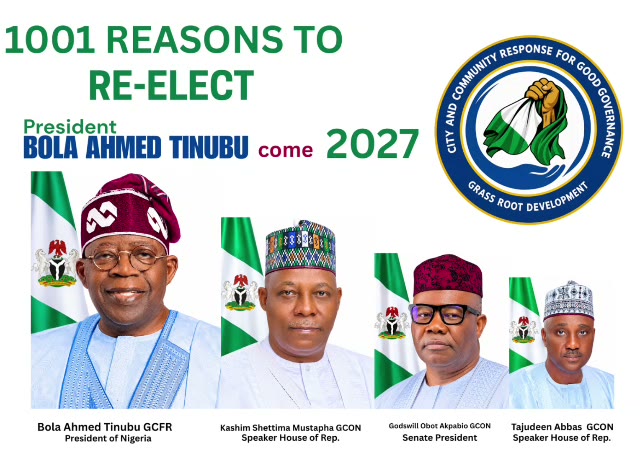 1001 REASONS TO
RE-ELECT
President
BOLA AHMED TINUBU come 2027
CITY AND COMMUNITY RESPONSE FOR GOOD GOVERNANCE
GRASS ROOT DEVELOPMENT
Bola Ahmed Tinubu GCFR
President of Nigeria
Kashim Shettima Mustapha GCON
Speaker House of Rep.
Godswill Obot Akpabio GCON
Senate President
Tajudeen Abbas GCON
Speaker House of Rep.